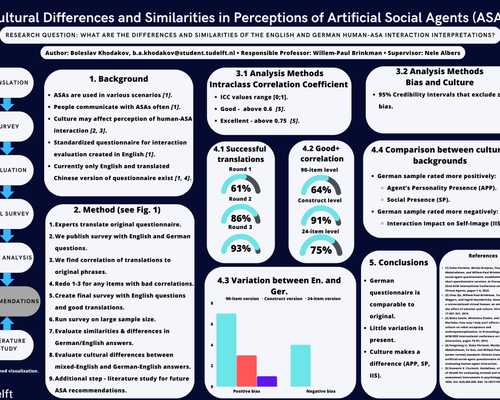 ultural Differences and Similarities in Perceptions of Artificial Social Agents (ASA
RESEARCH QUESTION: WHAT ARE THE DIFFERENCES AND SIMILARITIES OF THE ENGLISH AND GERMAN HUMAN-ASA INTERACTION INTERPRETATIONS?
Author: Boleslav Khodakov, b.a.khodakov@student.tudelft.nl • Responsible Professor: Willem-Paul Brinkman • Supervisor: Nele Albers
NSLATION
URVEY
LUATION
L SURVEY
ANALYSIS
MENDATIONS
ERATURE
TUDY
ned visualization.
elft
1. Background
• ASAs are used in various scenarios [1].
• People communicate with ASAs often [1].
• Culture may affect perception of human-ASA
interaction [2, 3].
• Standardized questionnaire for interaction
evaluation created in English [1].
• Currently only English and translated
Chinese version of questionnaire exist [1, 4].
2. Method (see Fig. 1)
1. Experts translate original questionnaire.
2. We publish survey with English and German
questions.
3. We find correlation of translations to
original phrases.
4. Redo 1-3 for any items with bad correlations.
5. Create final survey with English questions
and good translations.
6. Run survey on large sample size.
7. Evaluate similarities & differences in
German/English answers.
8. Evaluate cultural differences between
mixed-English and German-English answers.
9. Additional step - literature study for future
ASA recommendations.
3.1 Analysis Methods
Intraclass Correlation Coefficient
• ICC values range [0;1].
• Good - above 0.6 [5].
• Excellent - above 0.75 [5].
3.2 Analysis Methods
Bias and Culture
• 95% Credibility Intervals that exclude
bias.
4.1 Successful
translations
Round 1
61%
Round 2
86%
Round 3
93%
4.2 Good+
correlation
90-item level
64%
Construct level
91%
24-item level
75%
4.3 Variation between En. and
Ger.
90-item version Construct version 24-item version
8
6
4
2
0
Positive bias
Negative bias
4.4 Comparison between cultu
backgrounds
• German sample rated more positively:
Agent's Personality Presence (APP).
Social Presence (SP).
• German sample rated more negatively:
Interaction Impact on Self-Image (IIS
5. Conclusions
• German
questionnaire is
comparable to
original.
• Little variation is
present.
• Culture makes a
difference (APP, SP,
IIS).
References